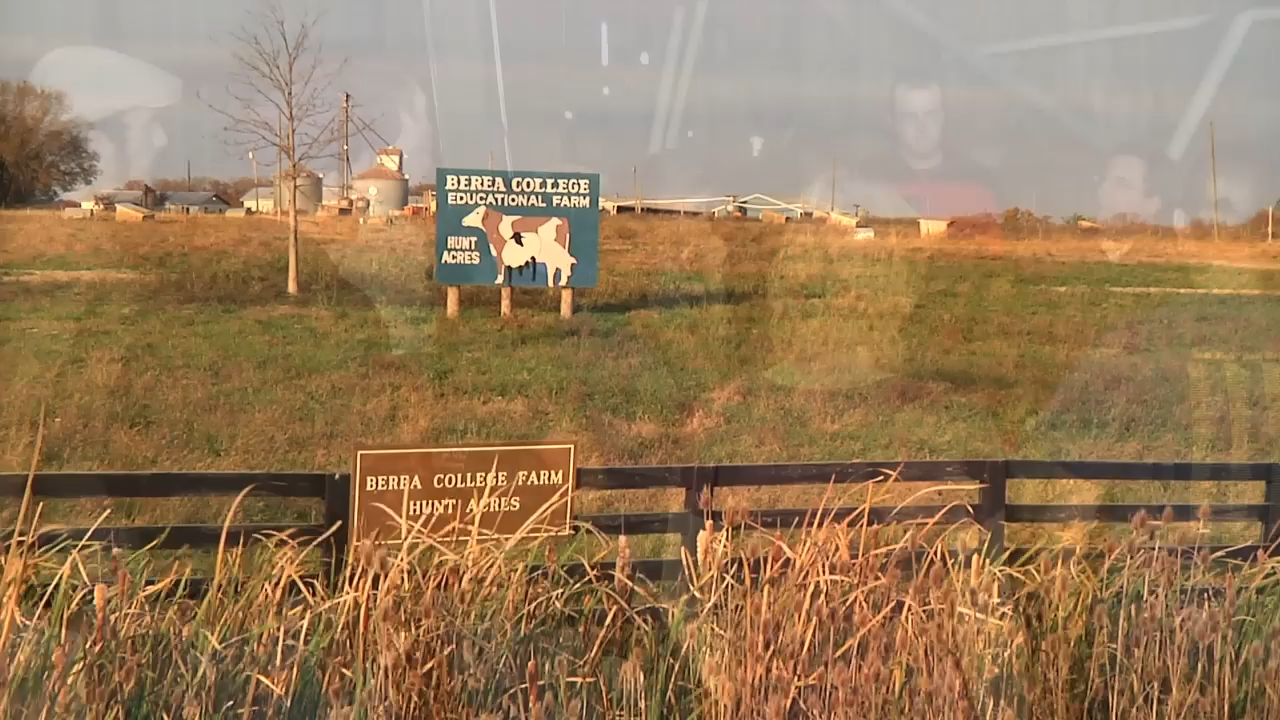 BEREA COLLEGE
EDUCATIONAL FARM
HUNT
ACRES
BEREA COLLEGE FARM
HUNT ACRES